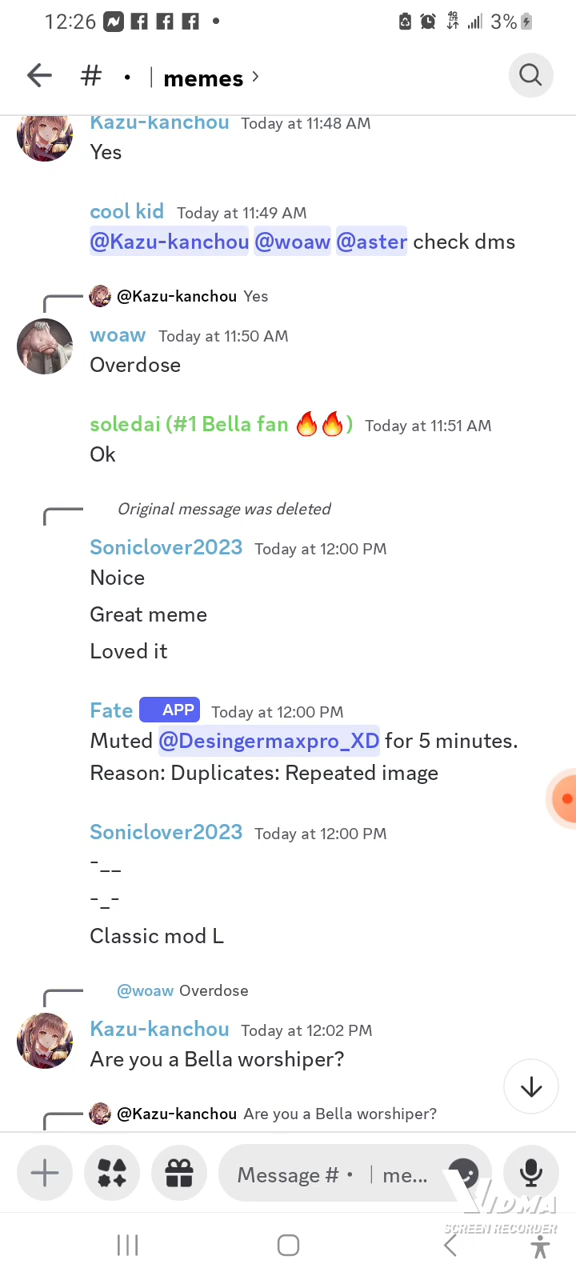 12:26
4G
3%
# • | memes
Kazu-kanchou Today at 11:48 AM
Yes
cool kid Today at 11:49 AM
@Kazu-kanchou @woaw @aster check dms
@Kazu-kanchou Yes
woaw Today at 11:50 AM
Overdose
soledai (#1 Bella fan 🔥🔥) Today at 11:51 AM
Ok
Original message was deleted
Soniclover2023 Today at 12:00 PM
Noice
Great meme
Loved it
Fate APP Today at 12:00 PM
Muted @Desingermaxpro_XD for 5 minutes.
Reason: Duplicates: Repeated image
Soniclover2023 Today at 12:00 PM
-__
-_-
Classic mod L
@woaw Overdose
Kazu-kanchou Today at 12:02 PM
Are you a Bella worshiper?
@Kazu-kanchou Are you a Bella worshiper?
Message # • | me...
VIDMA
SCREEN RECORDER